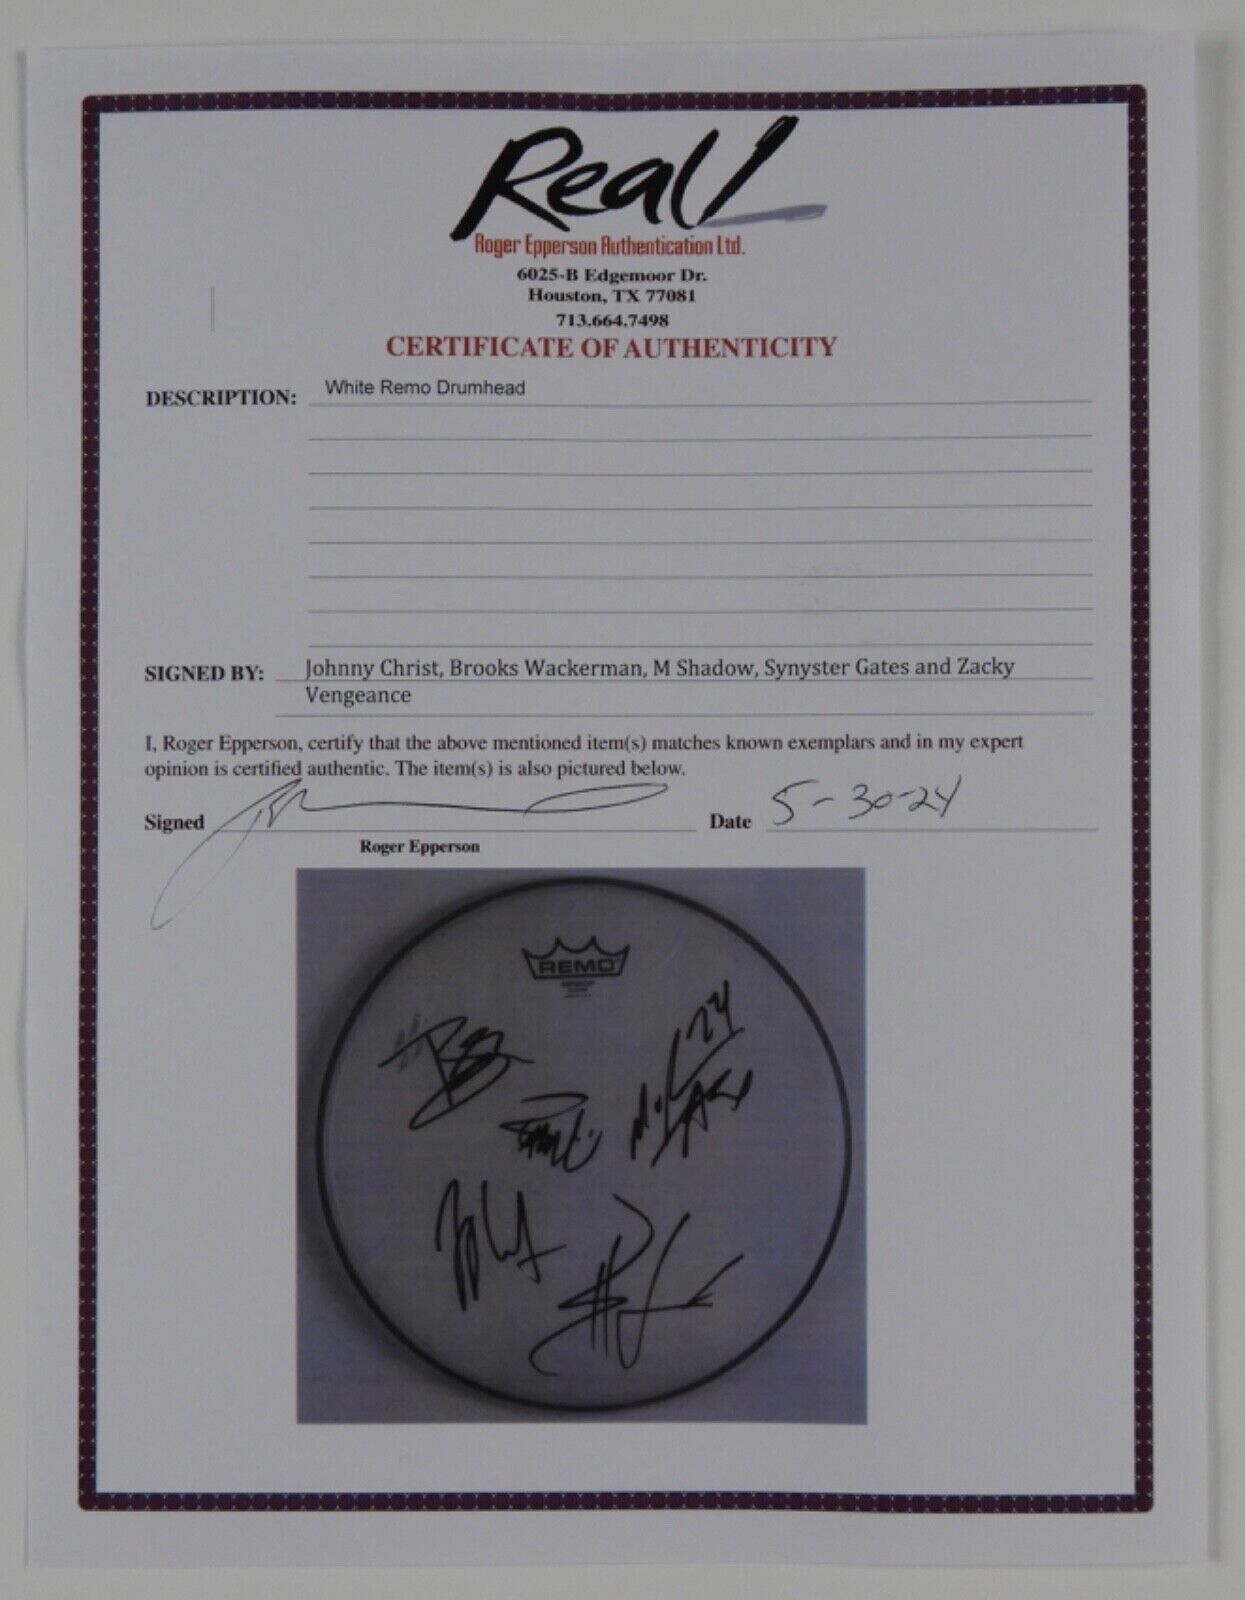 Real!
Roger Epperson Authentication Ltd.
6025-B Edgemoor Dr.
Houston, TX 77081
713.664.7498
CERTIFICATE OF AUTHENTICITY
DESCRIPTION: White Remo Drumhead
SIGNED BY: Johnny Christ, Brooks Wackerman, M Shadow, Synyster Gates and Zacky
Vengeance
I, Roger Epperson, certify that the above mentioned item(s) matches known exemplars and in my expert
opinion is certified authentic. The item(s) is also pictured below.
Signed Date 5-30-24
Roger Epperson
REMO
24